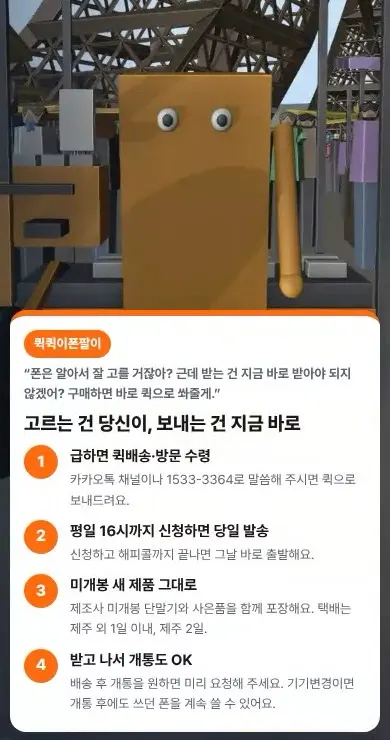 퀵퀵이폰팔이
“폰은 알아서 잘 고를 거잖아? 근데 받는 건 지금 바로 받아야 되지
않겠어? 구매하면 바로 퀵으로 쏴줄게.”
고르는 건 당신이, 보내는 건 지금 바로
1
급하면 퀵배송·방문 수령
카카오톡 채널이나 1533-3364로 말씀해 주시면 퀵으로
보내드려요.
2
평일 16시까지 신청하면 당일 발송
신청하고 해피콜까지 끝나면 그날 바로 출발해요.
3
미개봉 새 제품 그대로
제조사 미개봉 단말기와 사은품을 함께 포장해요. 택배는
제주 외 1일 이내, 제주 2일.
4
받고 나서 개통도 OK
배송 후 개통을 원하면 미리 요청해 주세요. 기기변경이면
개통 후에도 쓰던 폰을 계속 쓸 수 있어요.